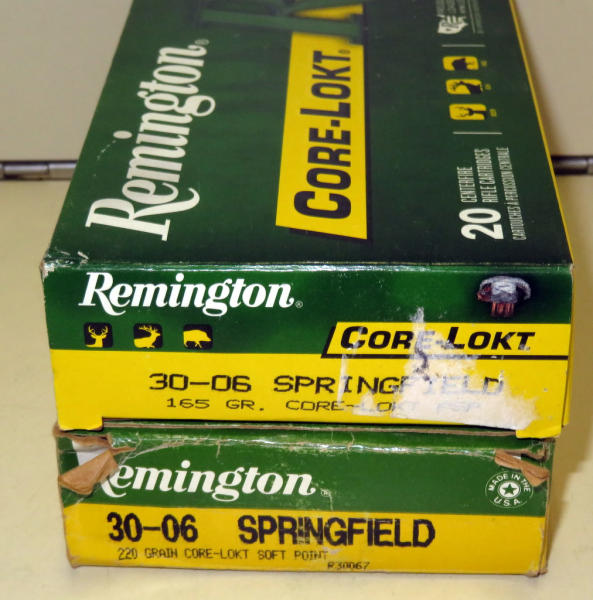 Remington®
CORE-LOKT®
20 CENTERFIRE
RIFLE CARTRIDGES
CARTOUCHES À PERCUSSION CENTRALE
Remington®
CORE-LOKT
30-06 SPRINGFIELD
165 GR. CORE-LOKT PSP
Remington®
MADE IN THE
U.S.A.
30-06 SPRINGFIELD
220 GRAIN CORE-LOKT SOFT POINT
R30067